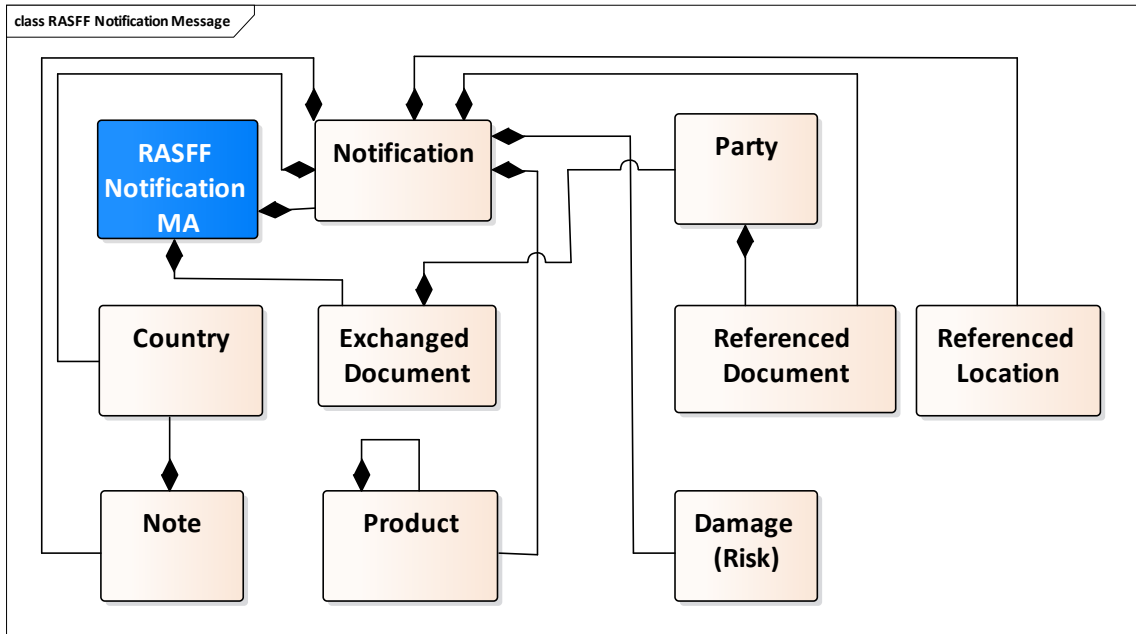 class RASFF Notification Message
RASFF
Notification
MA
Notification
Party
Country
Exchanged
Document
Referenced
Document
Referenced
Location
Note
Product
Damage
(Risk)